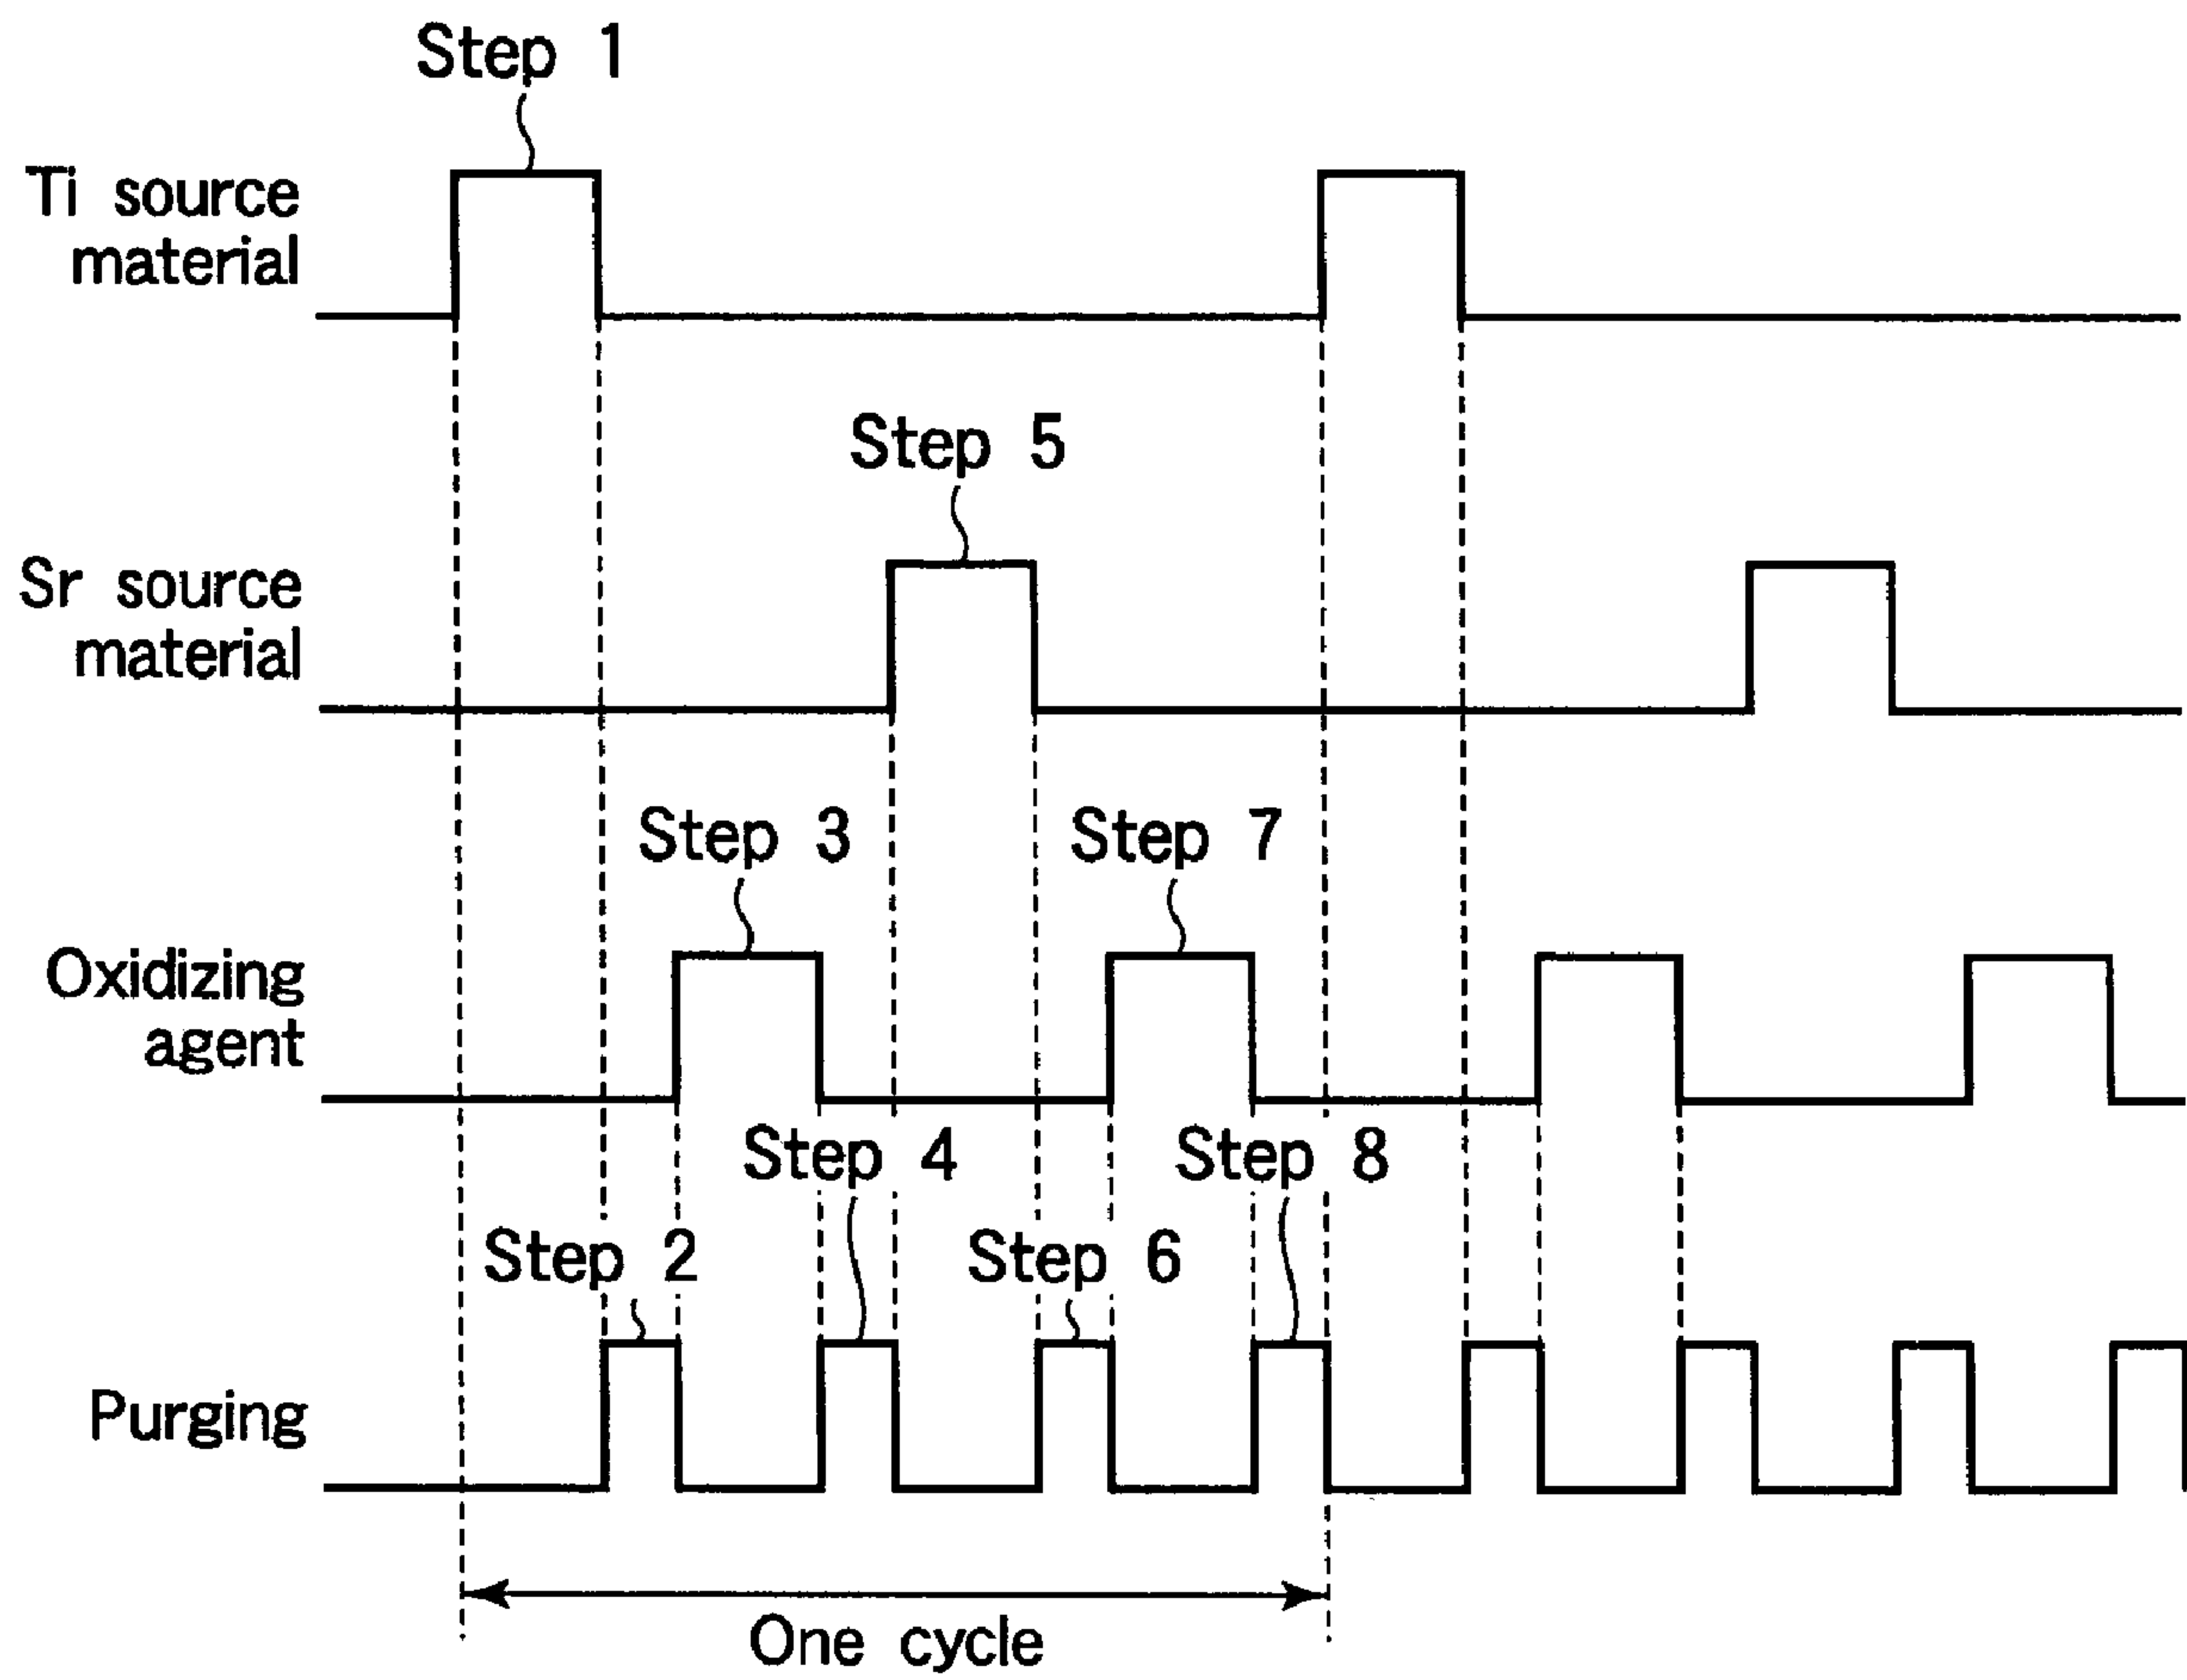 Step 1
Ti source
material
Step 5
Sr source
material
Step 3
Step 7
Oxidizing
agent
Step 4
Step 8
Step 2
Step 6
Purging
One cycle